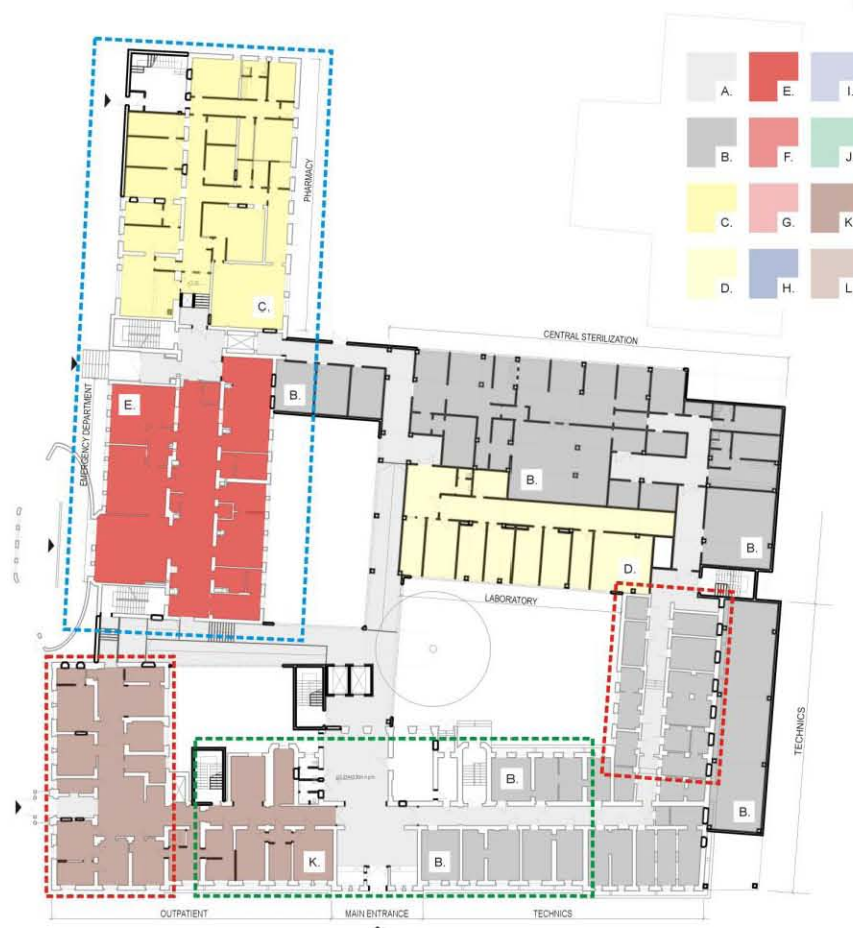 A.
E.
I.
B.
F.
J
C.
G.
K
D.
H.
L
PHARMACY
C.
CENTRAL STERILIZATION
EMERGENCY DEPARTMENT
E.
B.
B.
B.
D.
LABORATORY
TECHNICS
B.
B.
K.
B.
OUTPATIENT
MAIN ENTRANCE
TECHNICS